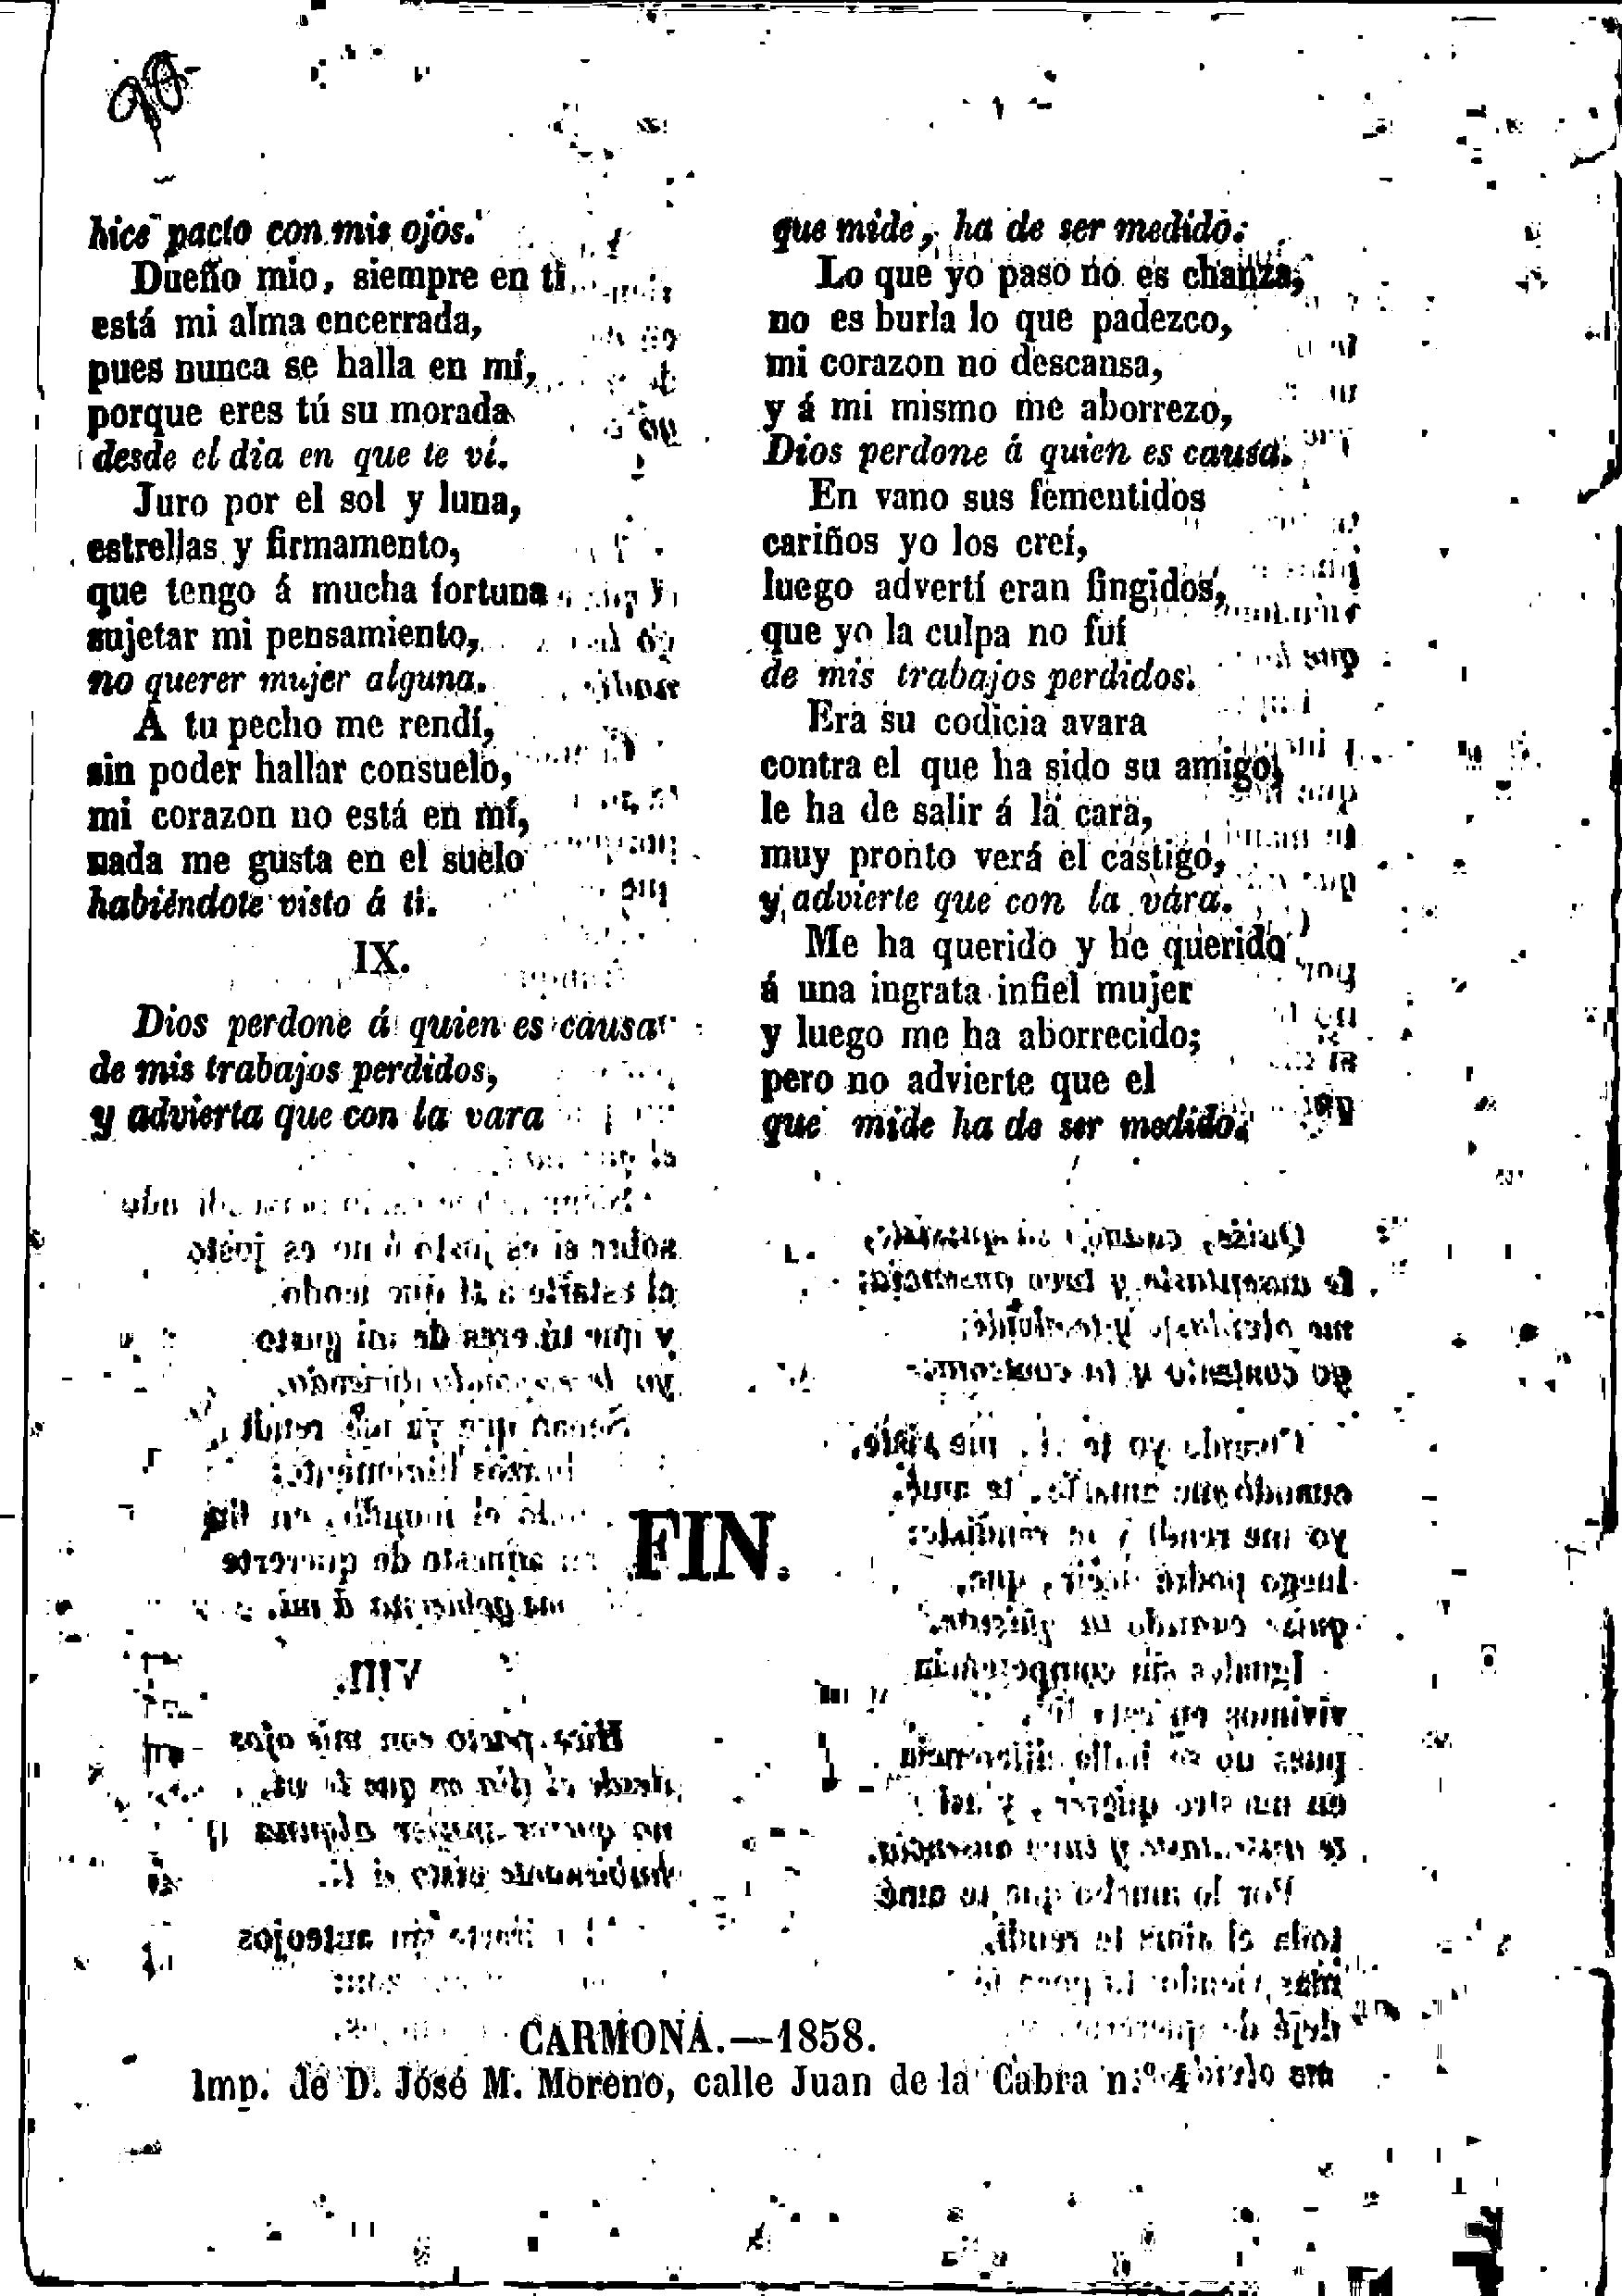 hice pacto con mis ojos.
Dueño mio, siempre en ti
está mi alma encerrada,
pues nunca se halla en mí,
porque eres tú su morada
desde el dia en que te ví.
Juro por el sol y luna,
estrellas y firmamento,
que tengo á mucha fortuna
sujetar mi pensamiento,
no querer mujer alguna.
A tu pecho me rendí,
sin poder hallar consuelo,
mi corazon no está en mí,
nada me gusta en el suelo
habiéndote visto á ti.
IX.
Dios perdone á quien es causa
de mis trabajos perdidos,
y advierta que con la vara
que mide, ha de ser medido.
Lo que yo paso no es chanza,
no es burla lo que padezco,
mi corazon no descansa,
y á mi mismo me aborrezo,
Dios perdone á quien es causa.
En vano sus fementidos
cariños yo los creí,
luego advertí eran fingidos,
que yo la culpa no fuí
de mis trabajos perdidos.
Era su codicia avara
contra el que ha sido su amigo,
le ha de salir á la cara,
muy pronto verá el castigo,
y advierte que con la vara.
Me ha querido y he querido
á una ingrata infiel mujer
y luego me ha aborrecido;
pero no advierte que el
que mide ha de ser medido.
FIN.
CARMONA.—1858.
Imp. de D. José M. Moreno, calle Juan de la Cabra n.º 4